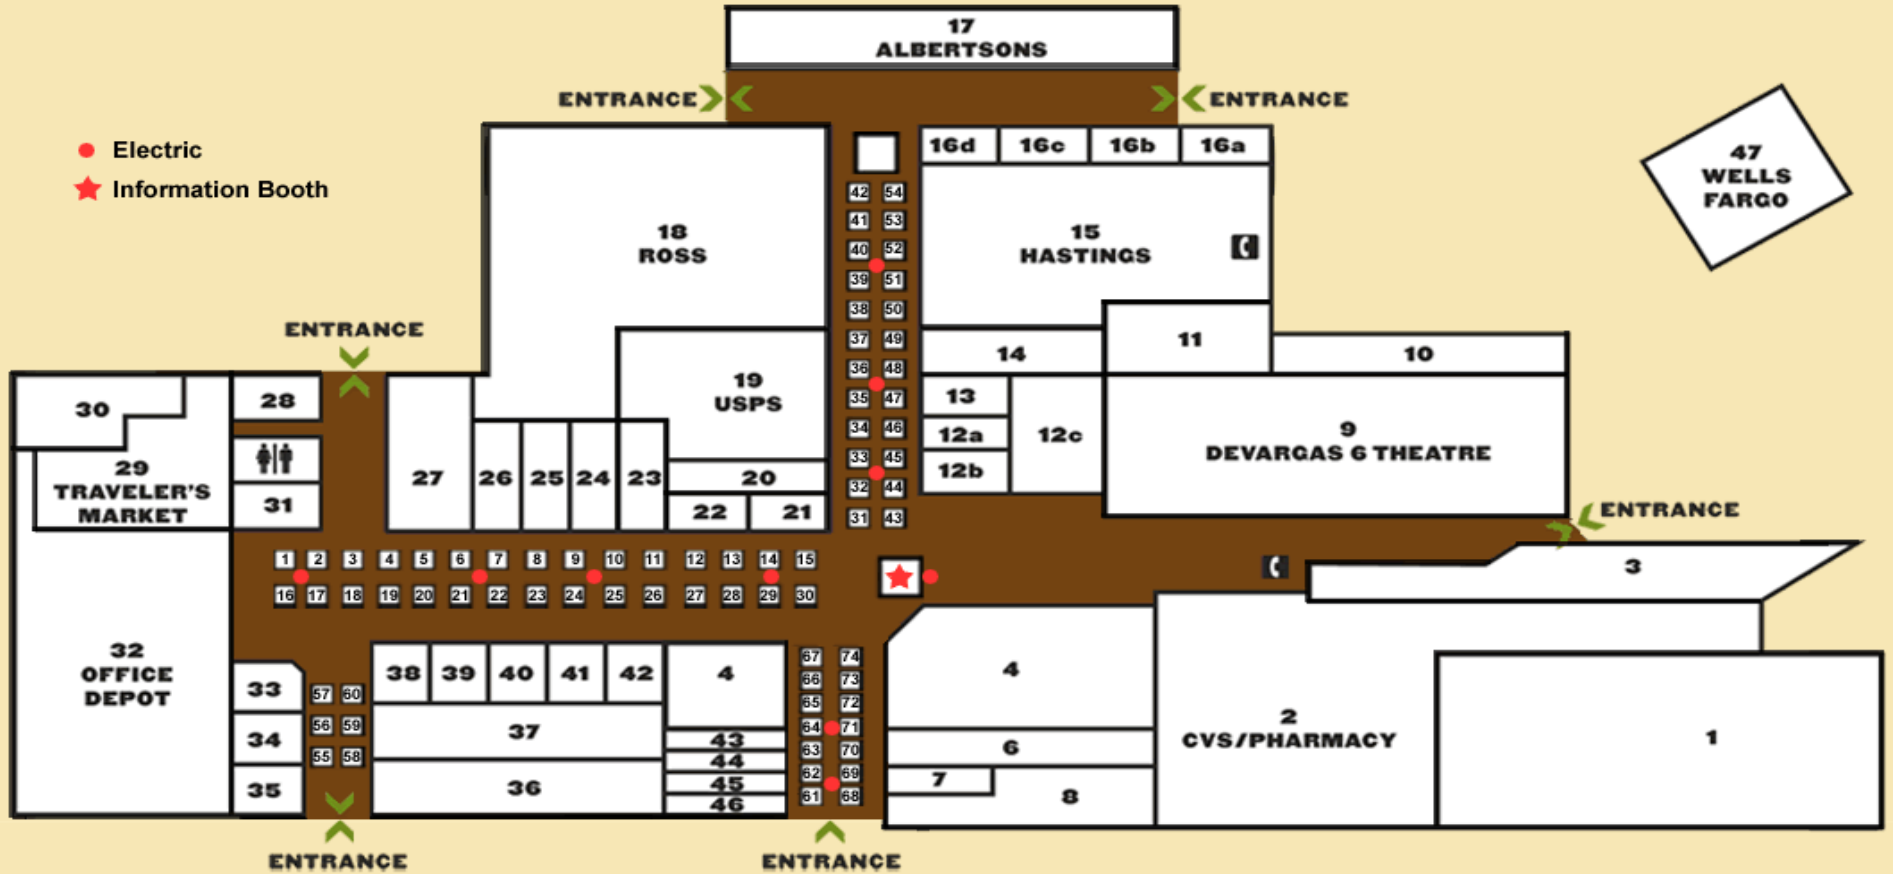 17
ALBERTSONS
ENTRANCE
ENTRANCE
Electric
Information Booth
16d
16c
16b
16a
47
WELLS
FARGO
42 54
41 53
40 52
39 51
38 50
37 49
36 48
35 47
34 46
33 45
32 44
31 43
18
ROSS
15
HASTINGS
ENTRANCE
14
11
10
19
USPS
13
12a
12b
12c
9
DEVARGAS 6 THEATRE
30
28
29
TRAVELER'S
MARKET
31
27
26
25
24
23
20
22
21
ENTRANCE
1 2 3 4 5 6 7 8 9 10 11 12 13 14 15
16 17 18 19 20 21 22 23 24 25 26 27 28 29 30
3
32
OFFICE
DEPOT
33
34
35
57 60
56 59
55 58
38
39
40
41
42
4
37
36
43
44
45
46
67 74
66 73
65 72
64 71
63 70
62 69
61 68
4
6
7
8
2
CVS/PHARMACY
1
ENTRANCE
ENTRANCE